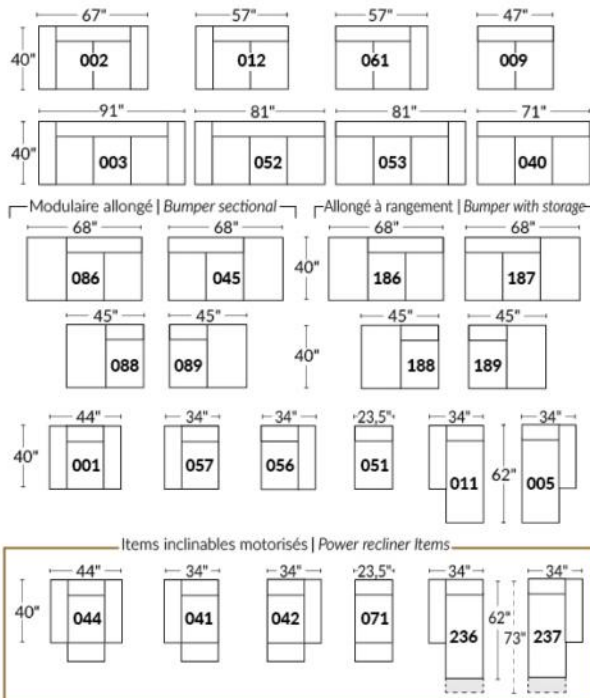 67" 57" 57" 47"
40" 002 012 061 009
91" 81" 81" 71"
40" 003 052 053 040
Modulaire allongé | Bumper sectional Allongé à rangement | Bumper with storage
68" 68" 68" 68"
086 045 40" 186 187
45" 45" 45" 45"
088 089 40" 188 189
44" 34" 34" 23,5" 34" 34"
40" 001 057 056 051 011 62" 005
Items inclinables motorisés | Power recliner Items
44" 34" 34" 23,5" 34" 34"
40" 044 041 042 071 236 62" 73" 237